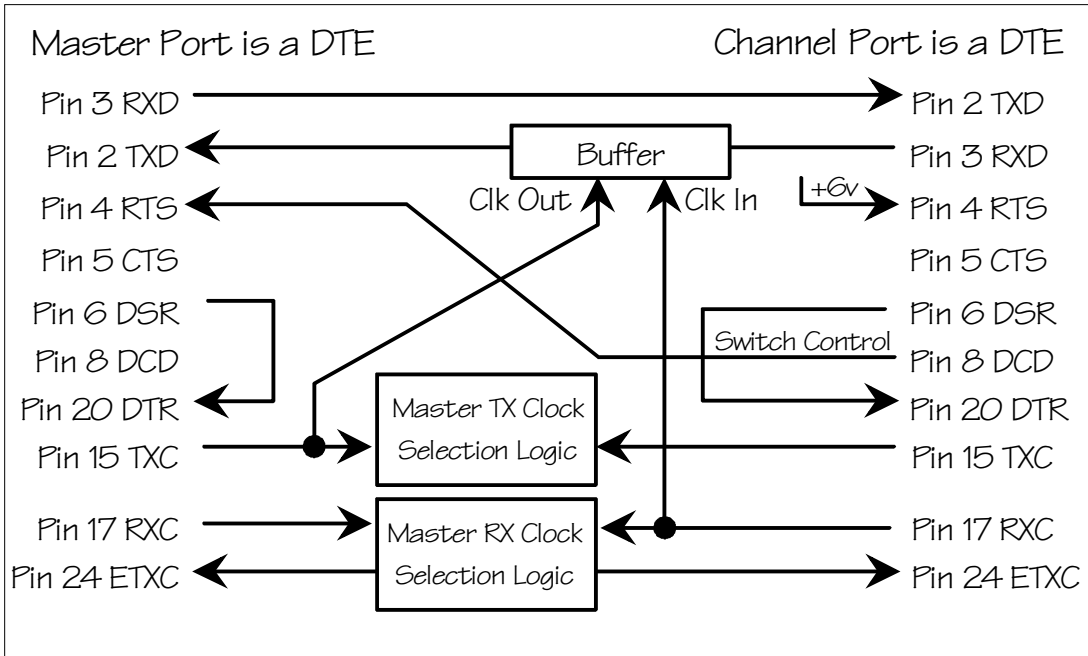 Master Port is a DTE
Channel Port is a DTE
Pin 3 RXD
Pin 2 TXD
Pin 2 TXD
Buffer
Pin 3 RXD
Pin 4 RTS
Clk Out
Clk In
+6v
Pin 4 RTS
Pin 5 CTS
Pin 5 CTS
Pin 6 DSR
Pin 6 DSR
Pin 8 DCD
Switch Control
Pin 8 DCD
Pin 20 DTR
Master TX Clock
Selection Logic
Pin 20 DTR
Pin 15 TXC
Pin 15 TXC
Pin 17 RXC
Master RX Clock
Selection Logic
Pin 17 RXC
Pin 24 ETXC
Pin 24 ETXC